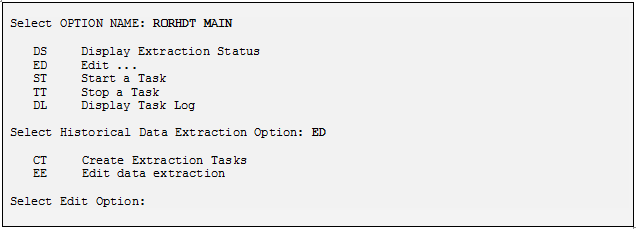 Select OPTION NAME: RORHDT MAIN
DS Display Extraction Status
ED Edit ...
ST Start a Task
TT Stop a Task
DL Display Task Log
Select Historical Data Extraction Option: ED
CT Create Extraction Tasks
EE Edit data extraction
Select Edit Option: